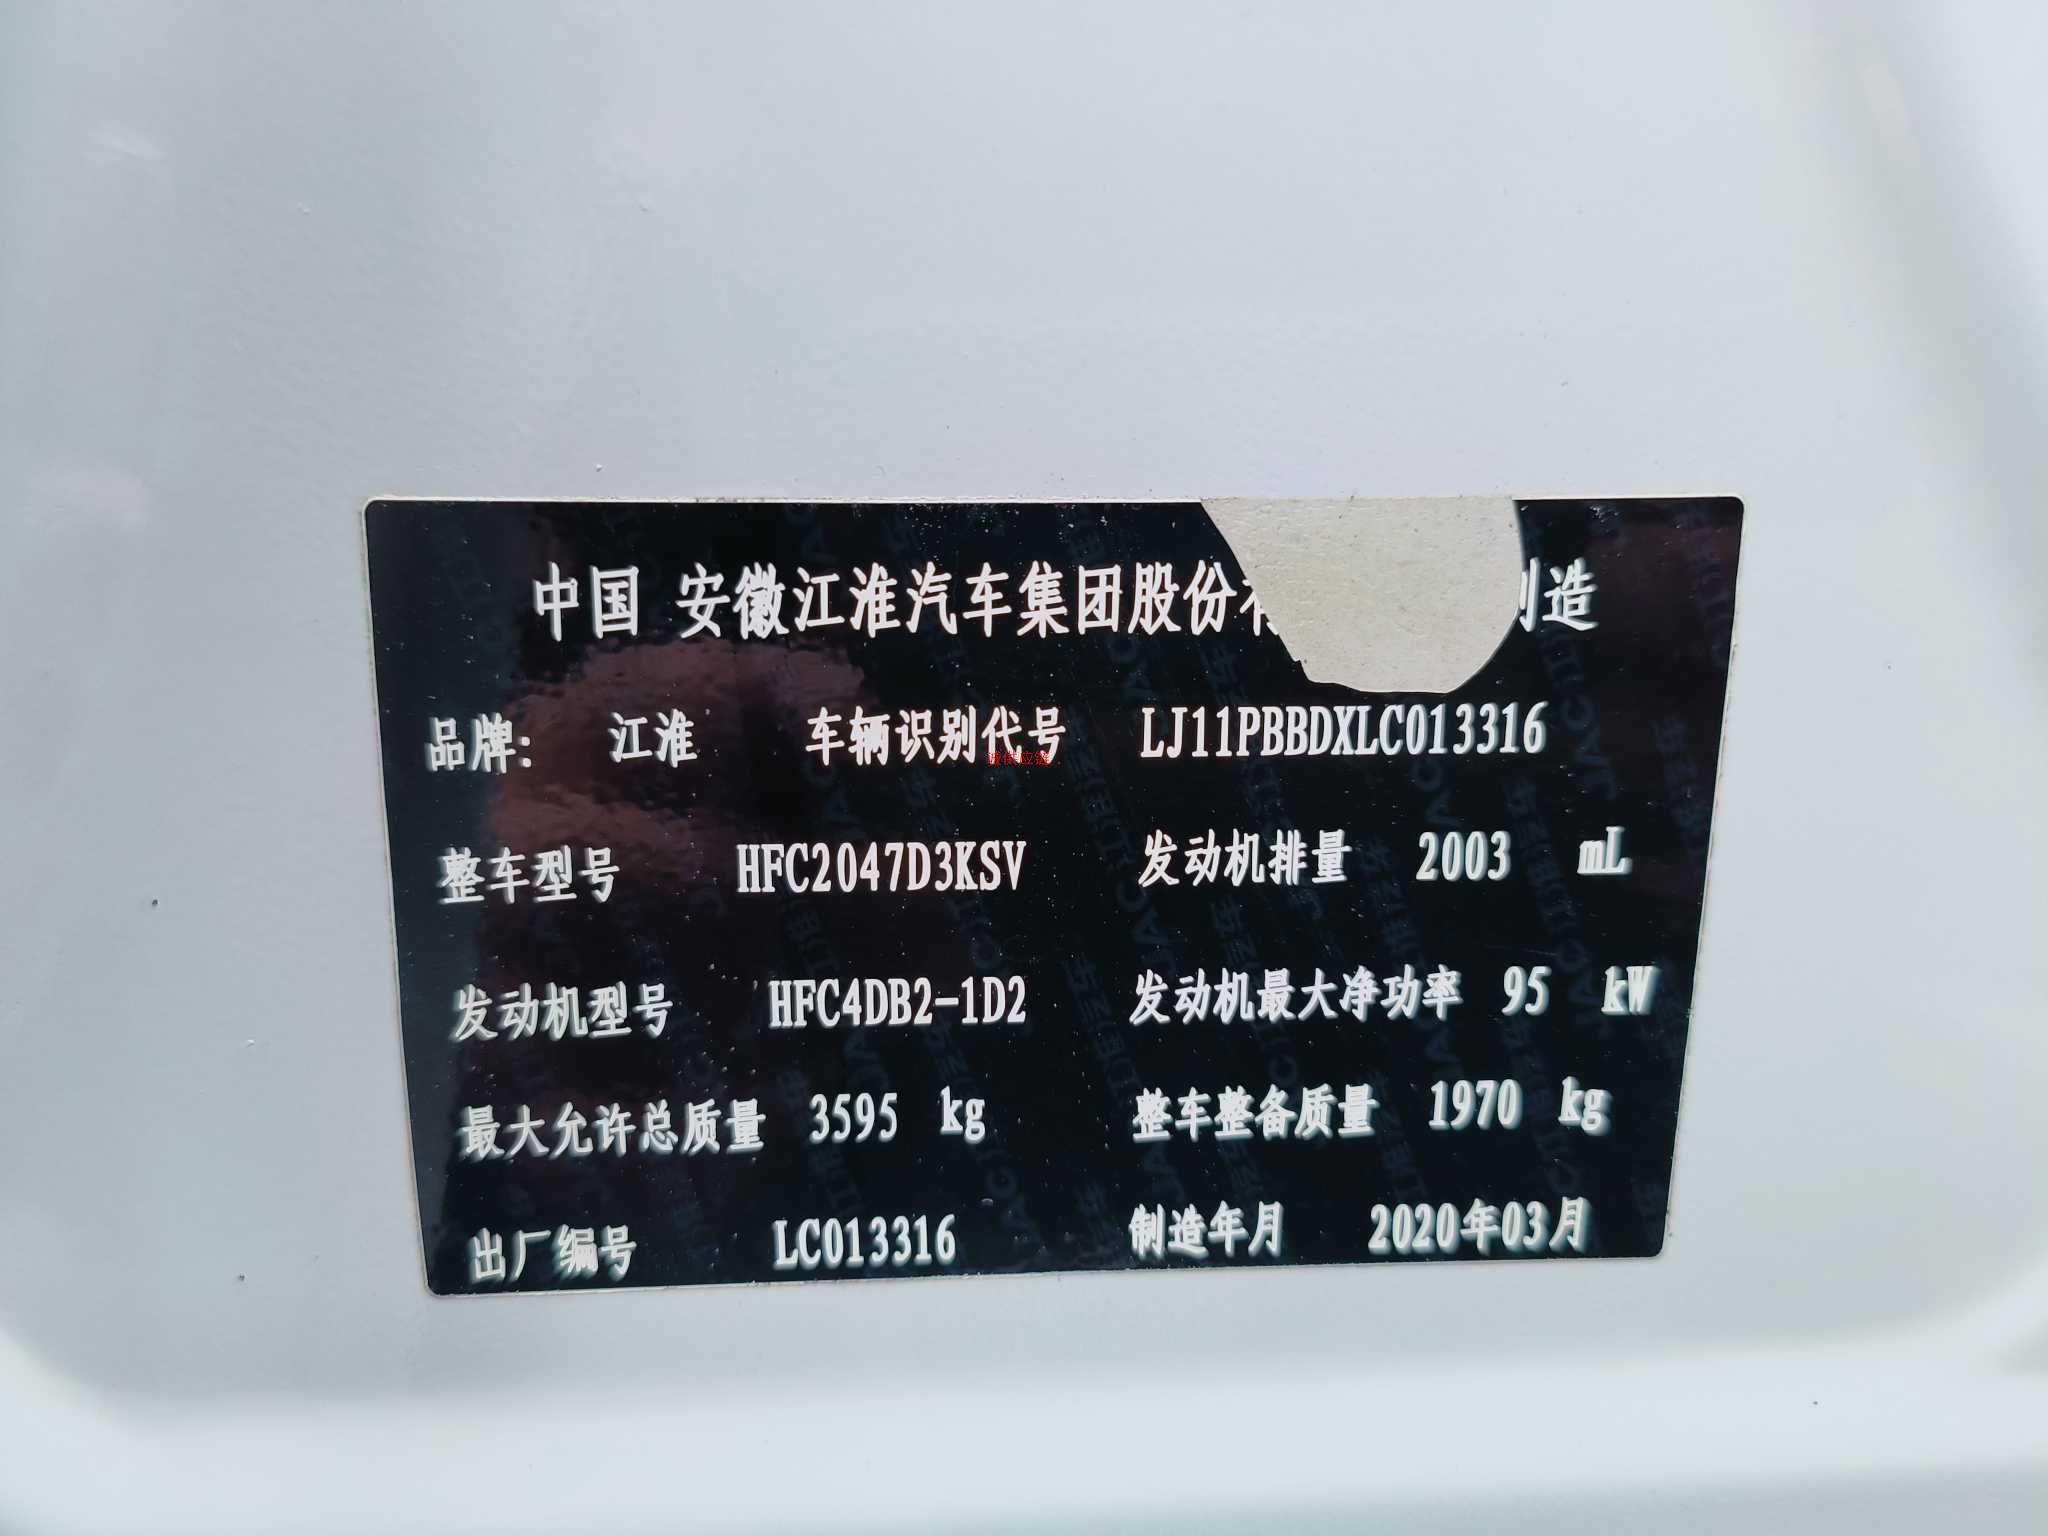 中国 安徽江淮汽车集团股份 制造
品牌: 江淮 车辆识别代号 LJ11PBBDXLC013316
诚供应链
整车型号 HFC2047D3KSV 发动机排量 2003 mL
发动机型号 HFC4DB2-1D2 发动机最大净功率 95 kW
最大允许总质量 3595 kg 整车整备质量 1970 kg
出厂编号 LC013316 制造年月 2020年03月